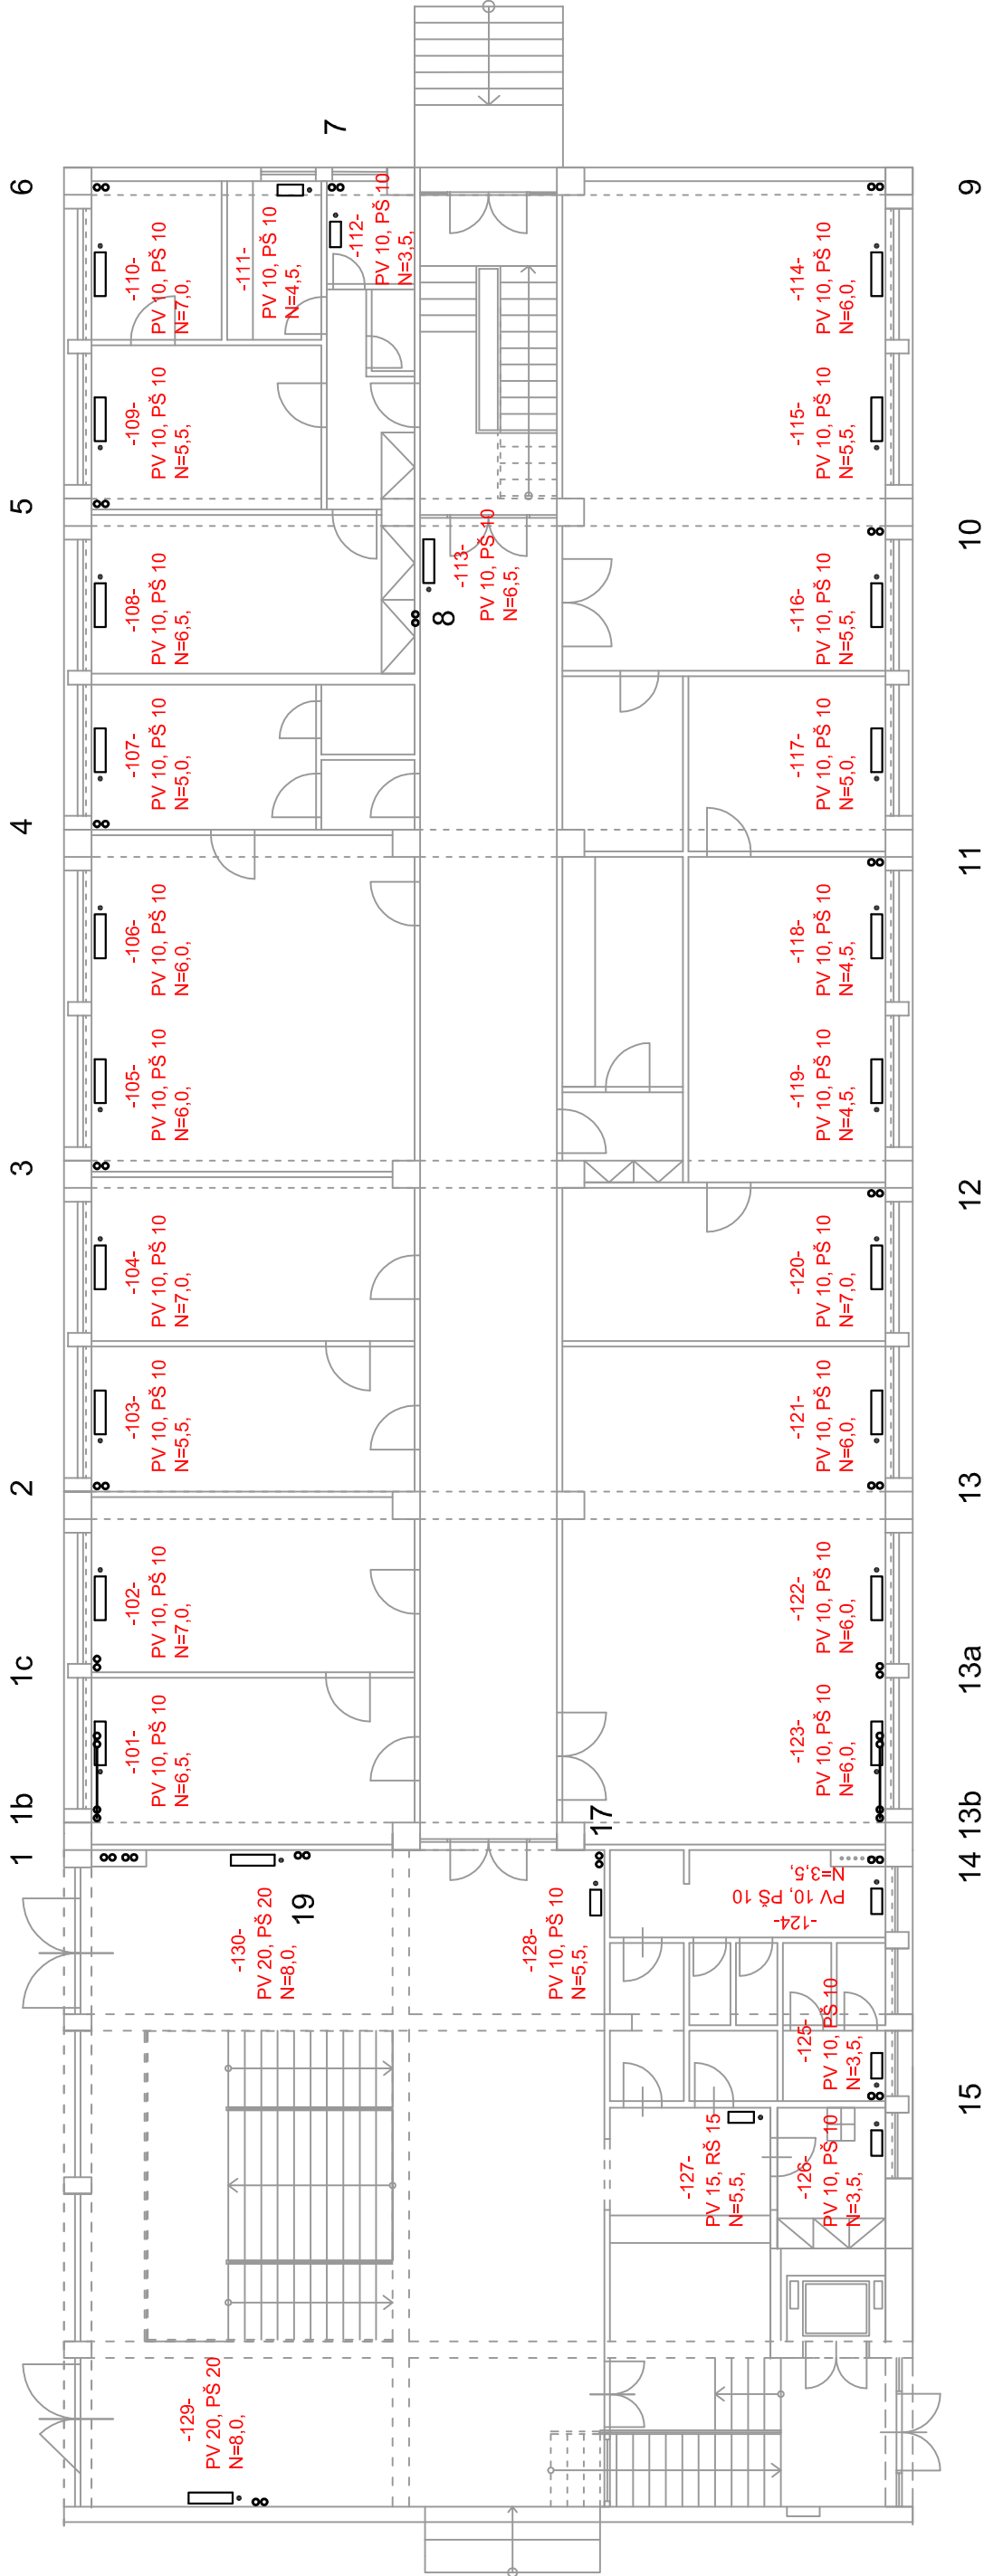 7
6
9
-110-
PV 10, PŠ 10
N=7,0,
-111-
PV 10, PŠ 10
N=4,5,
-112-
PV 10, PŠ 10
N=3,5,
-114-
PV 10, PŠ 10
N=6,0,
-109-
PV 10, PŠ 10
N=5,5,
-115-
PV 10, PŠ 10
N=5,5,
5
10
-108-
PV 10, PŠ 10
N=6,5,
-113-
PV 10, PŠ 10
N=6,5,
8
-116-
PV 10, PŠ 10
N=5,5,
-107-
PV 10, PŠ 10
N=5,0,
-117-
PV 10, PŠ 10
N=5,0,
4
11
-106-
PV 10, PŠ 10
N=6,0,
-118-
PV 10, PŠ 10
N=4,5,
-105-
PV 10, PŠ 10
N=6,0,
-119-
PV 10, PŠ 10
N=4,5,
3
12
-104-
PV 10, PŠ 10
N=7,0,
-120-
PV 10, PŠ 10
N=7,0,
-103-
PV 10, PŠ 10
N=5,5,
-121-
PV 10, PŠ 10
N=6,0,
2
13
-102-
PV 10, PŠ 10
N=7,0,
-122-
PV 10, PŠ 10
N=6,0,
1c
13a
-101-
PV 10, PŠ 10
N=6,5,
-123-
PV 10, PŠ 10
N=6,0,
1b
13b
17
1
14
19
-130-
PV 20, PŠ 20
N=8,0,
-128-
PV 10, PŠ 10
N=5,5,
-124-
PV 10, PŠ 10
N=3,5,
-125-
PV 10, PŠ 10
N=3,5,
15
-127-
PV 15, RŠ 15
N=5,5,
-126-
PV 10, PŠ 10
N=3,5,
-129-
PV 20, PŠ 20
N=8,0,